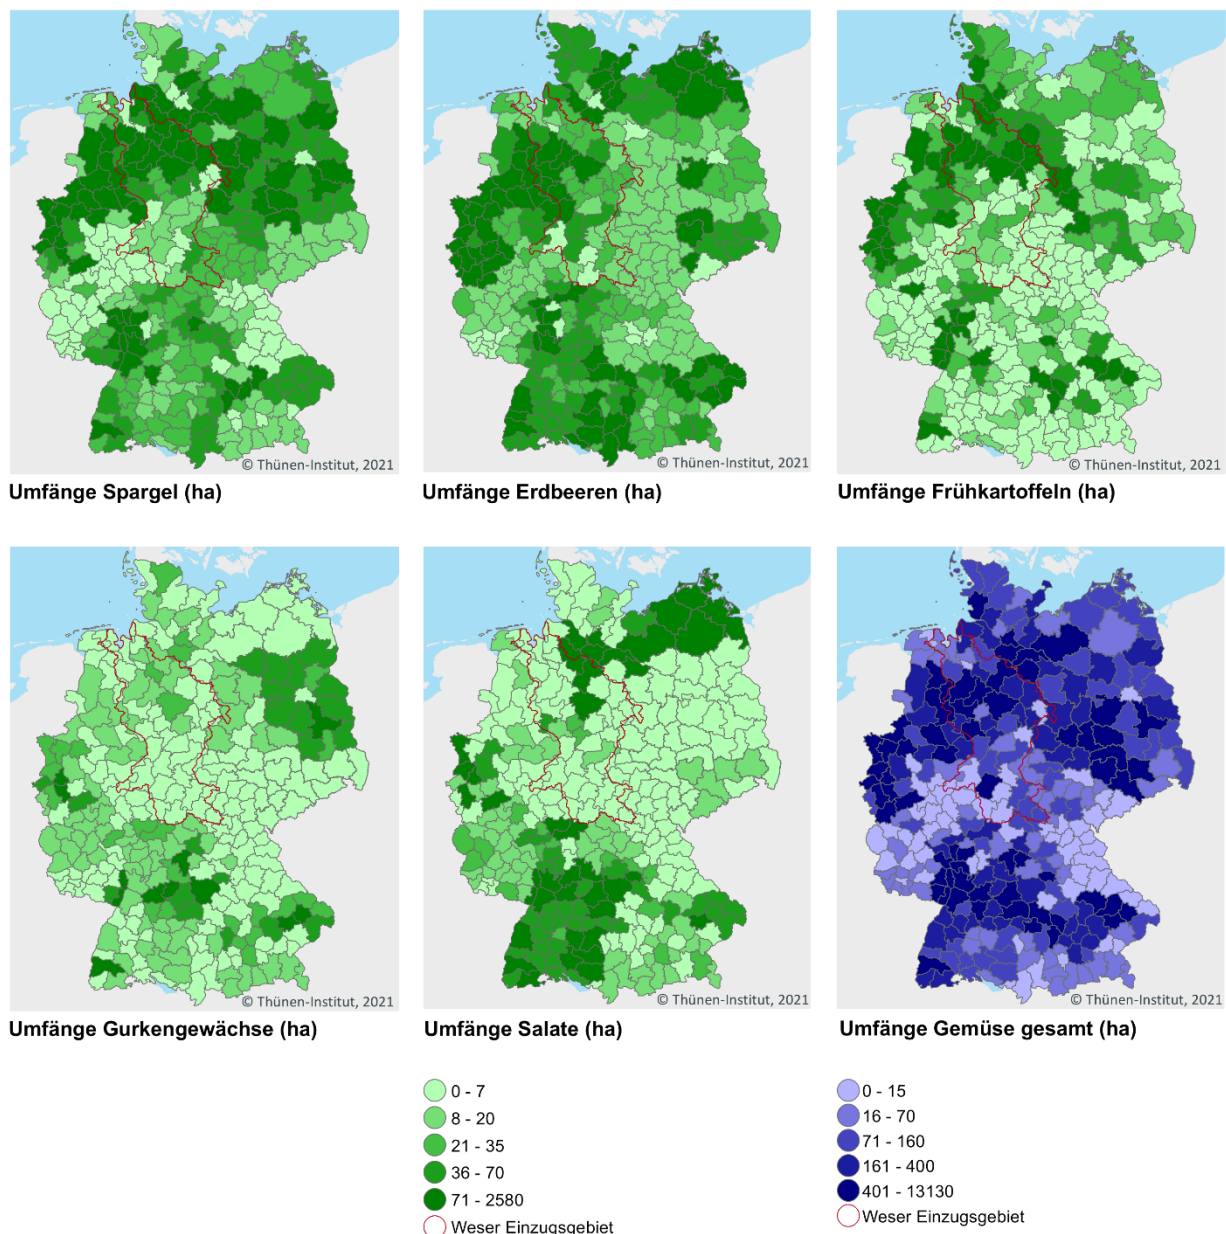 © Thünen-Institut, 2021
© Thünen-Institut, 2021
© Thünen-Institut, 2021
Umfänge Spargel (ha)
Umfänge Erdbeeren (ha)
Umfänge Frühkartoffeln (ha)
© Thünen-Institut, 2021
© Thünen-Institut, 2021
© Thünen-Institut, 2021
Umfänge Gurkengewächse (ha)
Umfänge Salate (ha)
Umfänge Gemüse gesamt (ha)
0 - 7
8 - 20
21 - 35
36 - 70
71 - 2580
Weser Einzugsgebiet
0 - 15
16 - 70
71 - 160
161 - 400
401 - 13130
Weser Einzugsgebiet